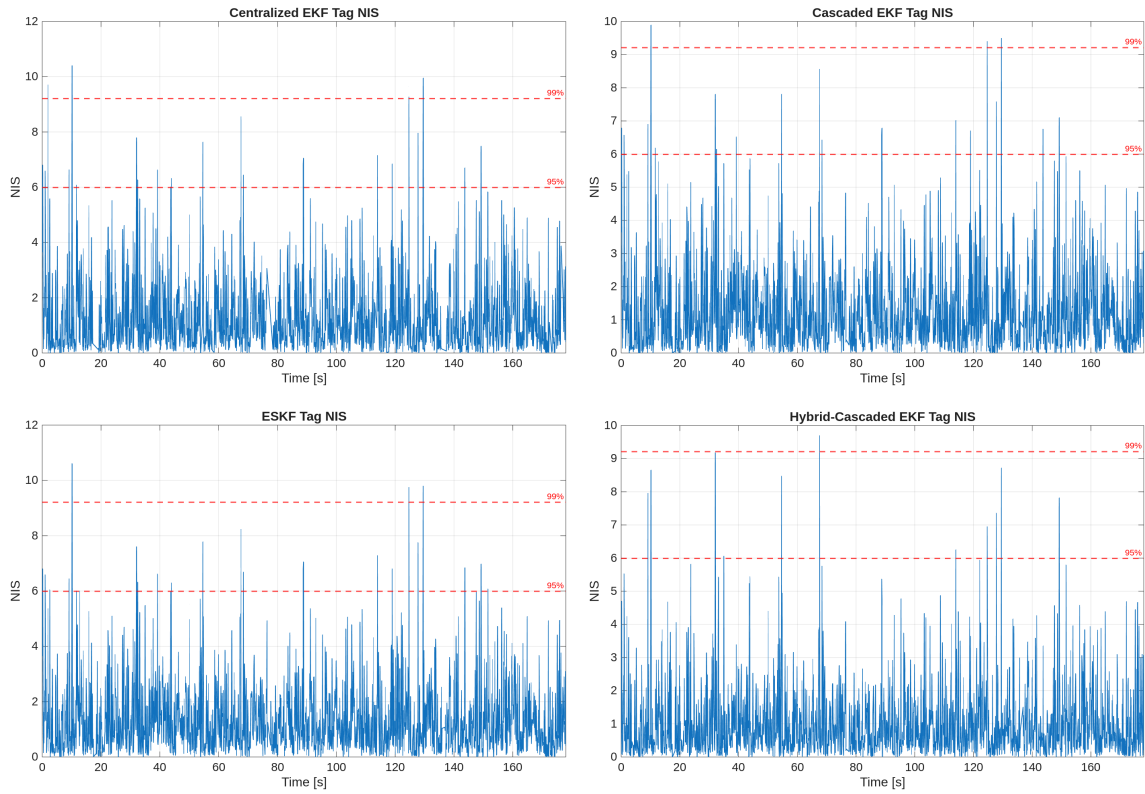 Centralized EKF Tag NIS
12
10
8
6
4
2
0
NIS
99%
95%
0 20 40 60 80 100 120 140 160
Time [s]
Cascaded EKF Tag NIS
10
9
8
7
6
5
4
3
2
1
0
NIS
99%
95%
0 20 40 60 80 100 120 140 160
Time [s]
ESKF Tag NIS
12
10
8
6
4
2
0
NIS
99%
95%
0 20 40 60 80 100 120 140 160
Time [s]
Hybrid-Cascaded EKF Tag NIS
10
9
8
7
6
5
4
3
2
1
0
NIS
99%
95%
0 20 40 60 80 100 120 140 160
Time [s]